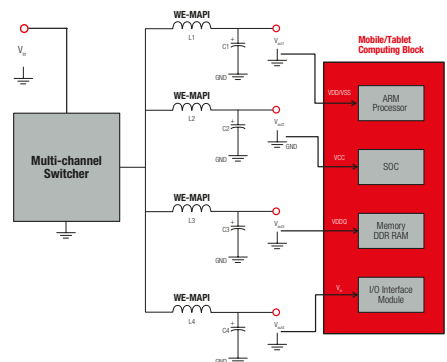 WE-MAPI
L1
C1
+
GND
Vout1
Vin
Mobile/Tablet
Computing Block
VDD/VSS
ARM
Processor
WE-MAPI
L2
C2
+
GND
Vout2
GND
VCC
SOC
Multi-channel
Switcher
WE-MAPI
L3
C3
+
GND
Vout3
VDDQ
Memory
DDR RAM
WE-MAPI
L4
C4
+
GND
Vout4
I/O Interface
Module